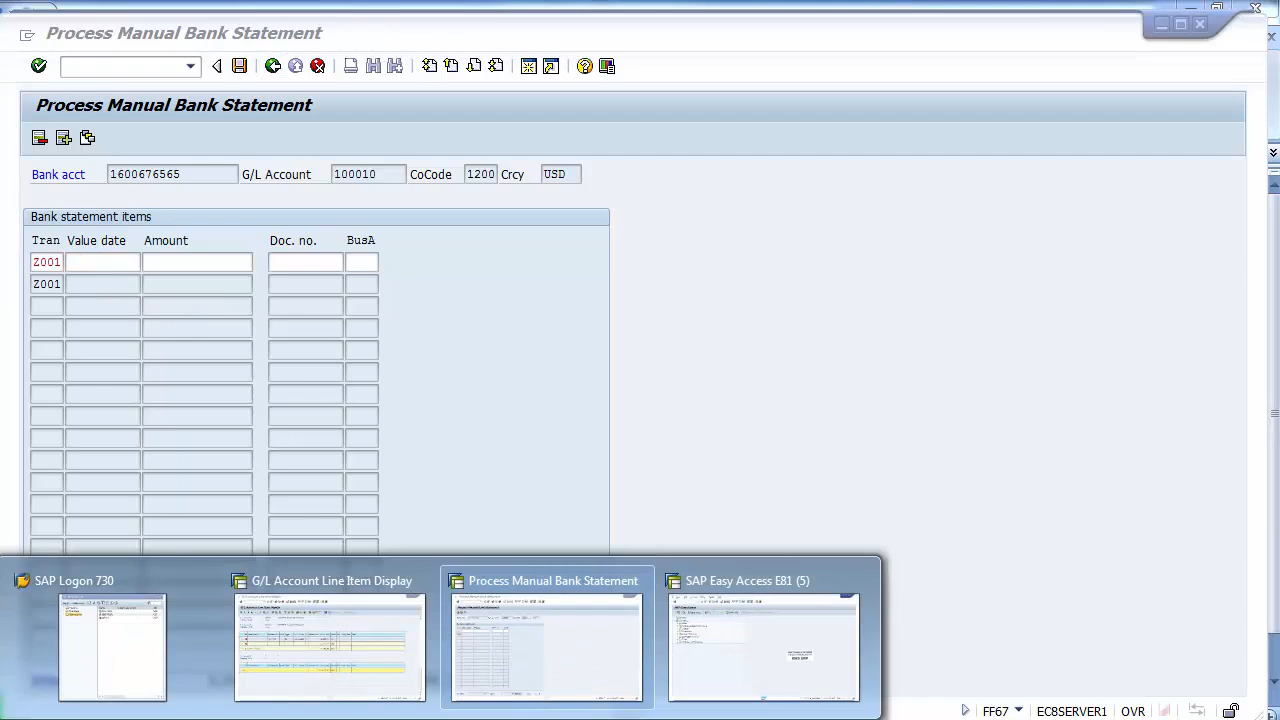 Process Manual Bank Statement
Process Manual Bank Statement
Bank acct 1600676565 G/L Account 100010 CoCode 1200 Crcy USD
Bank statement items
Tran Value date Amount Doc. no. BusA
Z001
Z001
SAP Logon 730 G/L Account Line Item Display Process Manual Bank Statement SAP Easy Access E81 (5)
FF67 EC8SERVER1 OVR